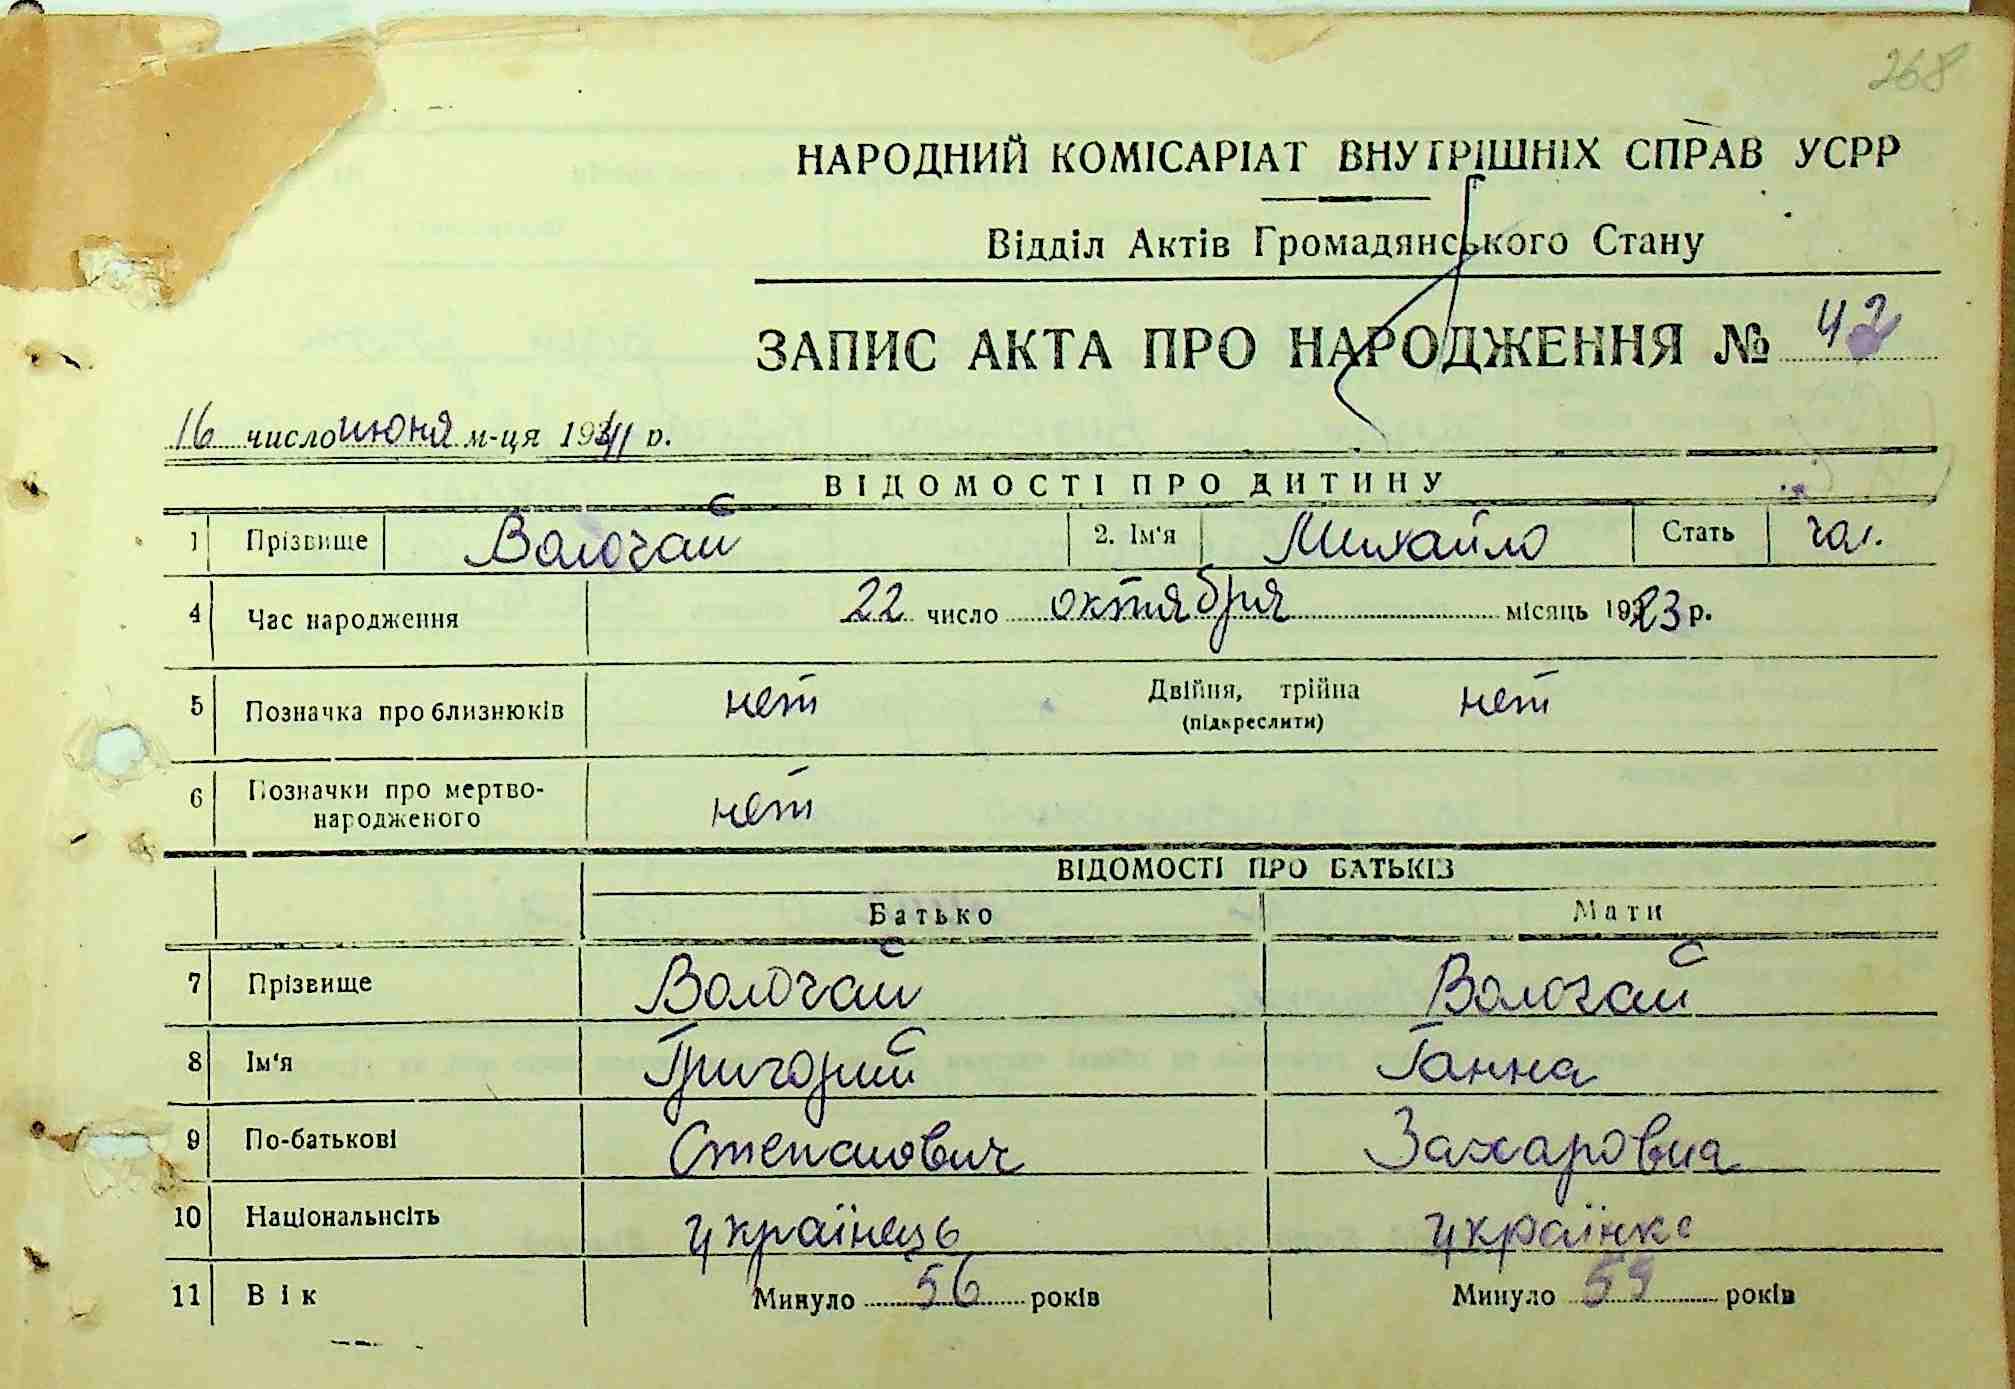 268
НАРОДНИЙ КОМІСАРІАТ ВНУТРІШНІХ СПРАВ УСРР
Відділ Актів Громадянського Стану
ЗАПИС АКТА ПРО НАРОДЖЕННЯ № 42
16 число июня м-ця 1941 р.
ВІДОМОСТІ ПРО ДИТИНУ
1 Прізвище Волочай 2. Ім'я Михайло Стать чол.
4 Час народження 22 число октября місяць 1923 р.
5 Позначка про близнюків нет Двійня, трійна (підкреслити) нет
6 Позначки про мертво-
народженого нет
ВІДОМОСТІ ПРО БАТЬКІВ
Батько Мати
7 Прізвище Волочай Волочай
8 Ім'я Григорий Ганна
9 По-батькові Степанович Захаровна
10 Національнсіть українець українка
11 Вік Минуло 56 років Минуло 59 років